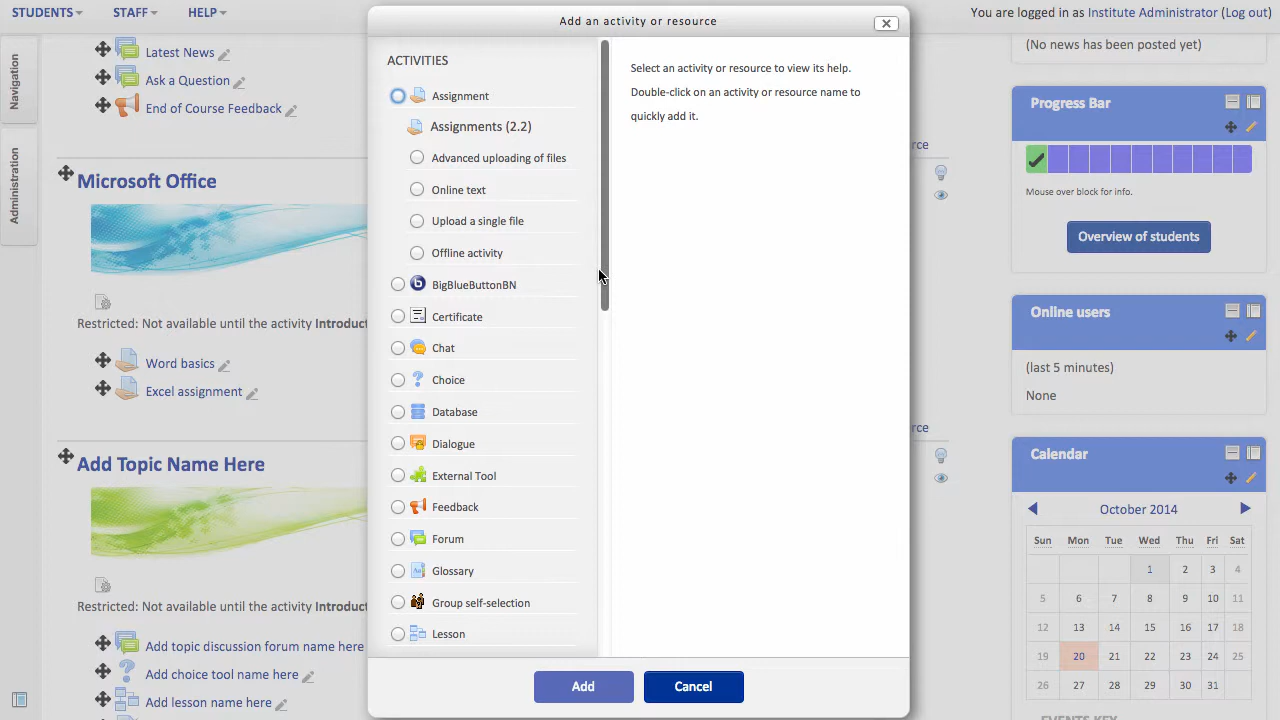 STUDENTS
STAFF
HELP
You are logged in as Institute Administrator (Log out)
Navigation
Administration
Latest News
Ask a Question
End of Course Feedback
Microsoft Office
Restricted: Not available until the activity Introduct
Word basics
Excel assignment
Add Topic Name Here
Restricted: Not available until the activity Introduct
Add topic discussion forum name here
Add choice tool name here
Add lesson name here
Add an activity or resource
ACTIVITIES
Assignment
Assignments (2.2)
Advanced uploading of files
Online text
Upload a single file
Offline activity
BigBlueButtonBN
Certificate
Chat
Choice
Database
Dialogue
External Tool
Feedback
Forum
Glossary
Group self-selection
Lesson
Select an activity or resource to view its help.
Double-click on an activity or resource name to
quickly add it.
Add
Cancel
rce
rce
(No news has been posted yet)
Progress Bar
Mouse over block for info.
Overview of students
Online users
(last 5 minutes)
None
Calendar
October 2014
Sun Mon Tue Wed Thu Fri Sat
1 2 3 4
5 6 7 8 9 10 11
12 13 14 15 16 17 18
19 20 21 22 23 24 25
26 27 28 29 30 31
EVENTS KEY